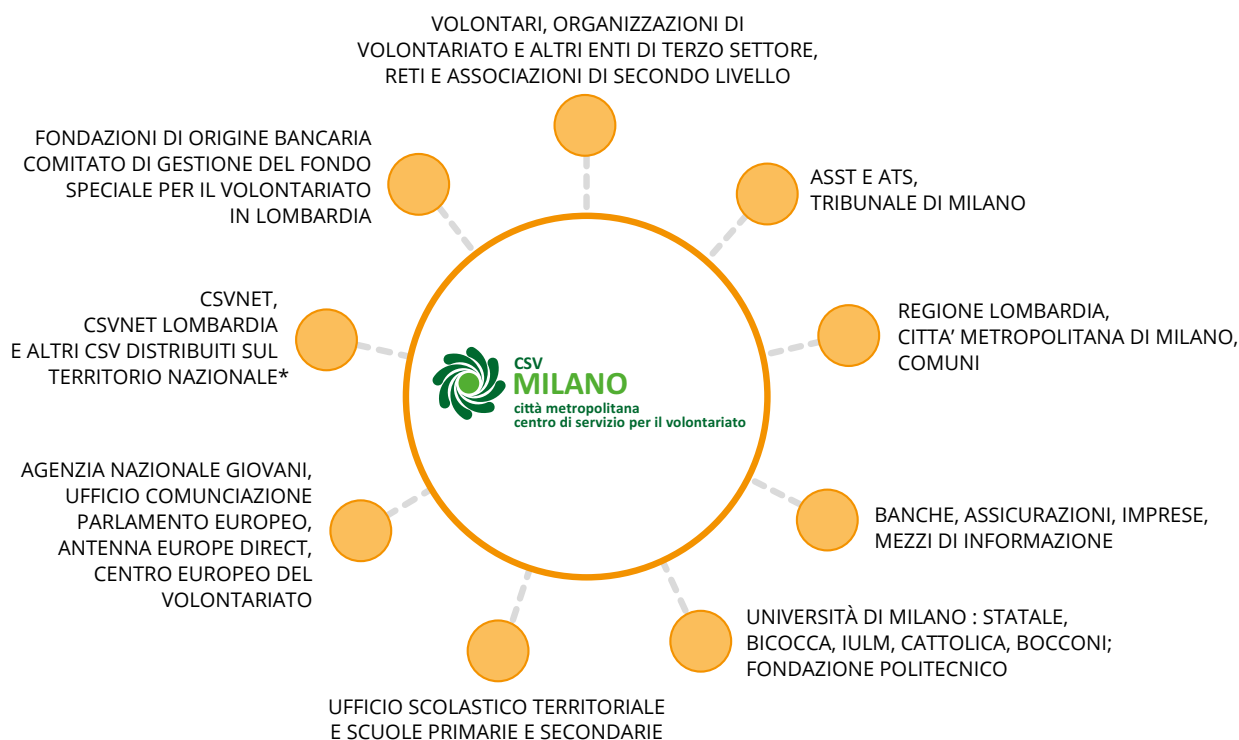 VOLONTARI, ORGANIZZAZIONI DI
VOLONTARIATO E ALTRI ENTI DI TERZO SETTORE,
RETI E ASSOCIAZIONI DI SECONDO LIVELLO
FONDAZIONI DI ORIGINE BANCARIA
COMITATO DI GESTIONE DEL FONDO
SPECIALE PER IL VOLONTARIATO
IN LOMBARDIA
ASST E ATS,
TRIBUNALE DI MILANO
CSVNET,
CSVNET LOMBARDIA
E ALTRI CSV DISTRIBUITI SUL
TERRITORIO NAZIONALE*
REGIONE LOMBARDIA,
CITTA’ METROPOLITANA DI MILANO,
COMUNI
CSV
MILANO
città metropolitana
centro di servizio per il volontariato
AGENZIA NAZIONALE GIOVANI,
UFFICIO COMUNCIAZIONE
PARLAMENTO EUROPEO,
ANTENNA EUROPE DIRECT,
CENTRO EUROPEO DEL
VOLONTARIATO
BANCHE, ASSICURAZIONI, IMPRESE,
MEZZI DI INFORMAZIONE
UNIVERSITÀ DI MILANO : STATALE,
BICOCCA, IULM, CATTOLICA, BOCCONI;
FONDAZIONE POLITECNICO
UFFICIO SCOLASTICO TERRITORIALE
E SCUOLE PRIMARIE E SECONDARIE